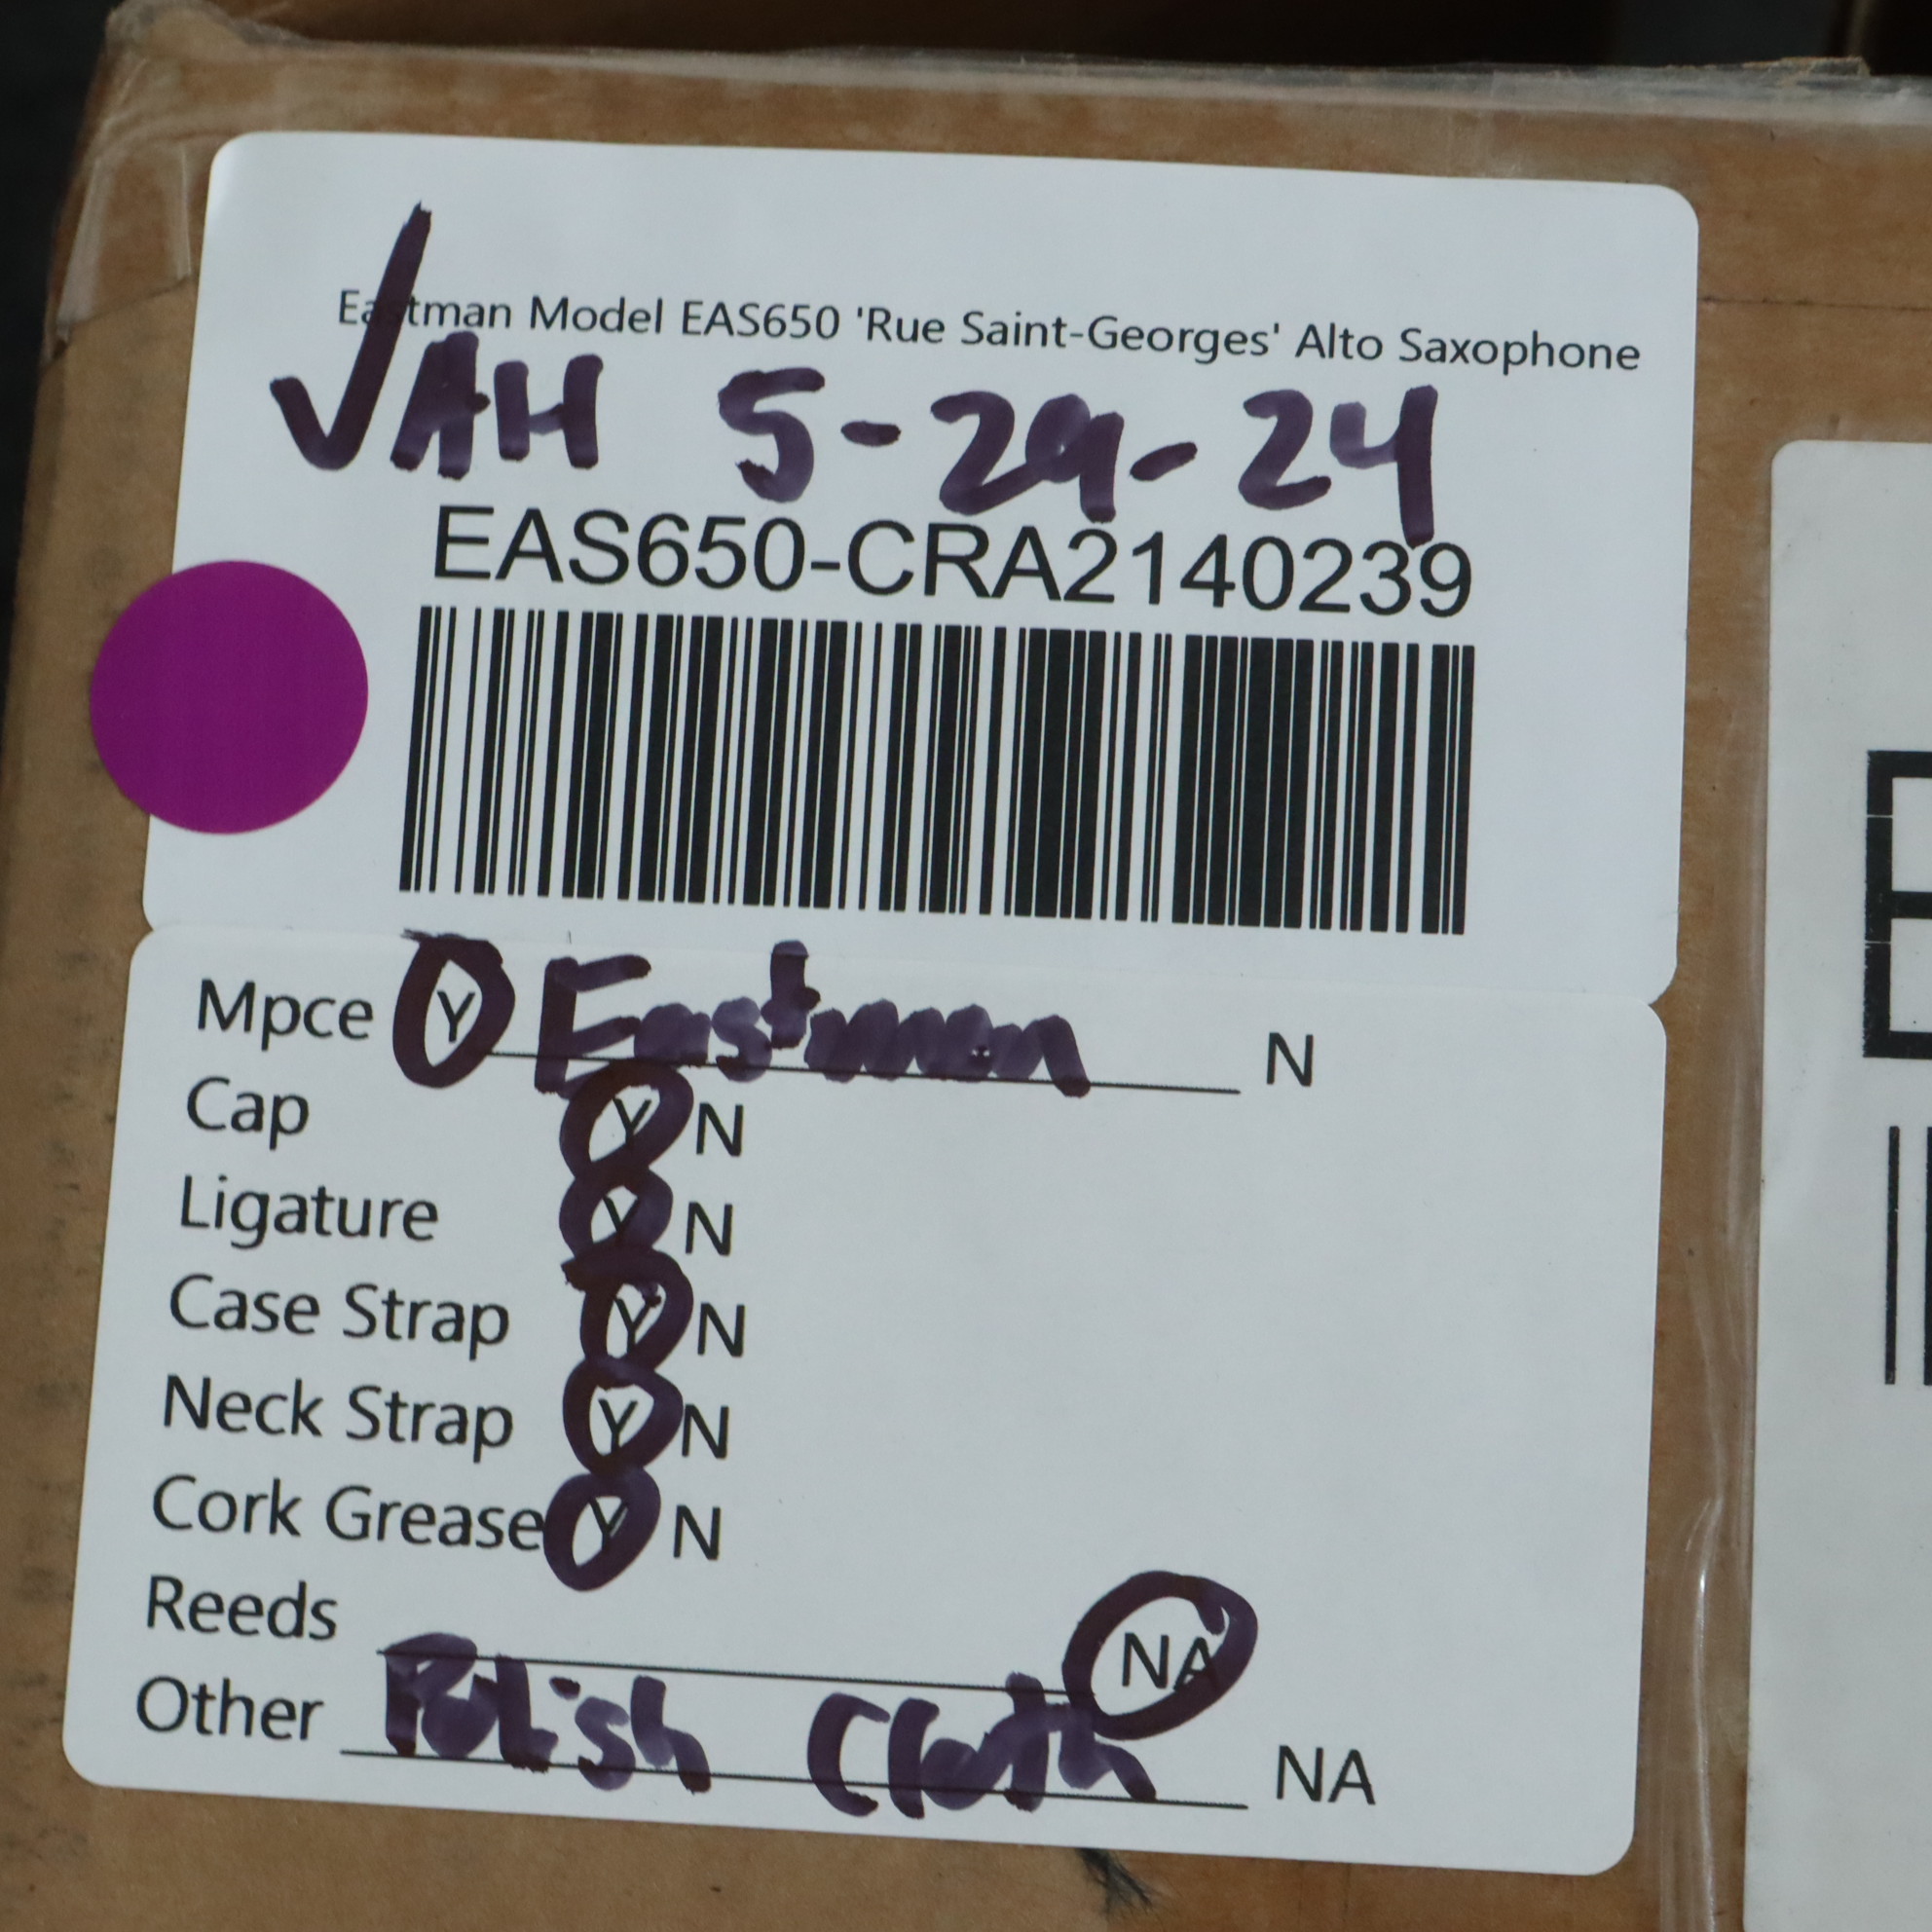 Eastman Model EAS650 'Rue Saint-Georges' Alto Saxophone
✓AH 5-29-24
EAS650-CRA2140239
Mpce Y Eastman N
Cap Y N
Ligature Y N
Case Strap Y N
Neck Strap Y N
Cork Grease Y N
Reeds NA
Other Polish Cloth NA